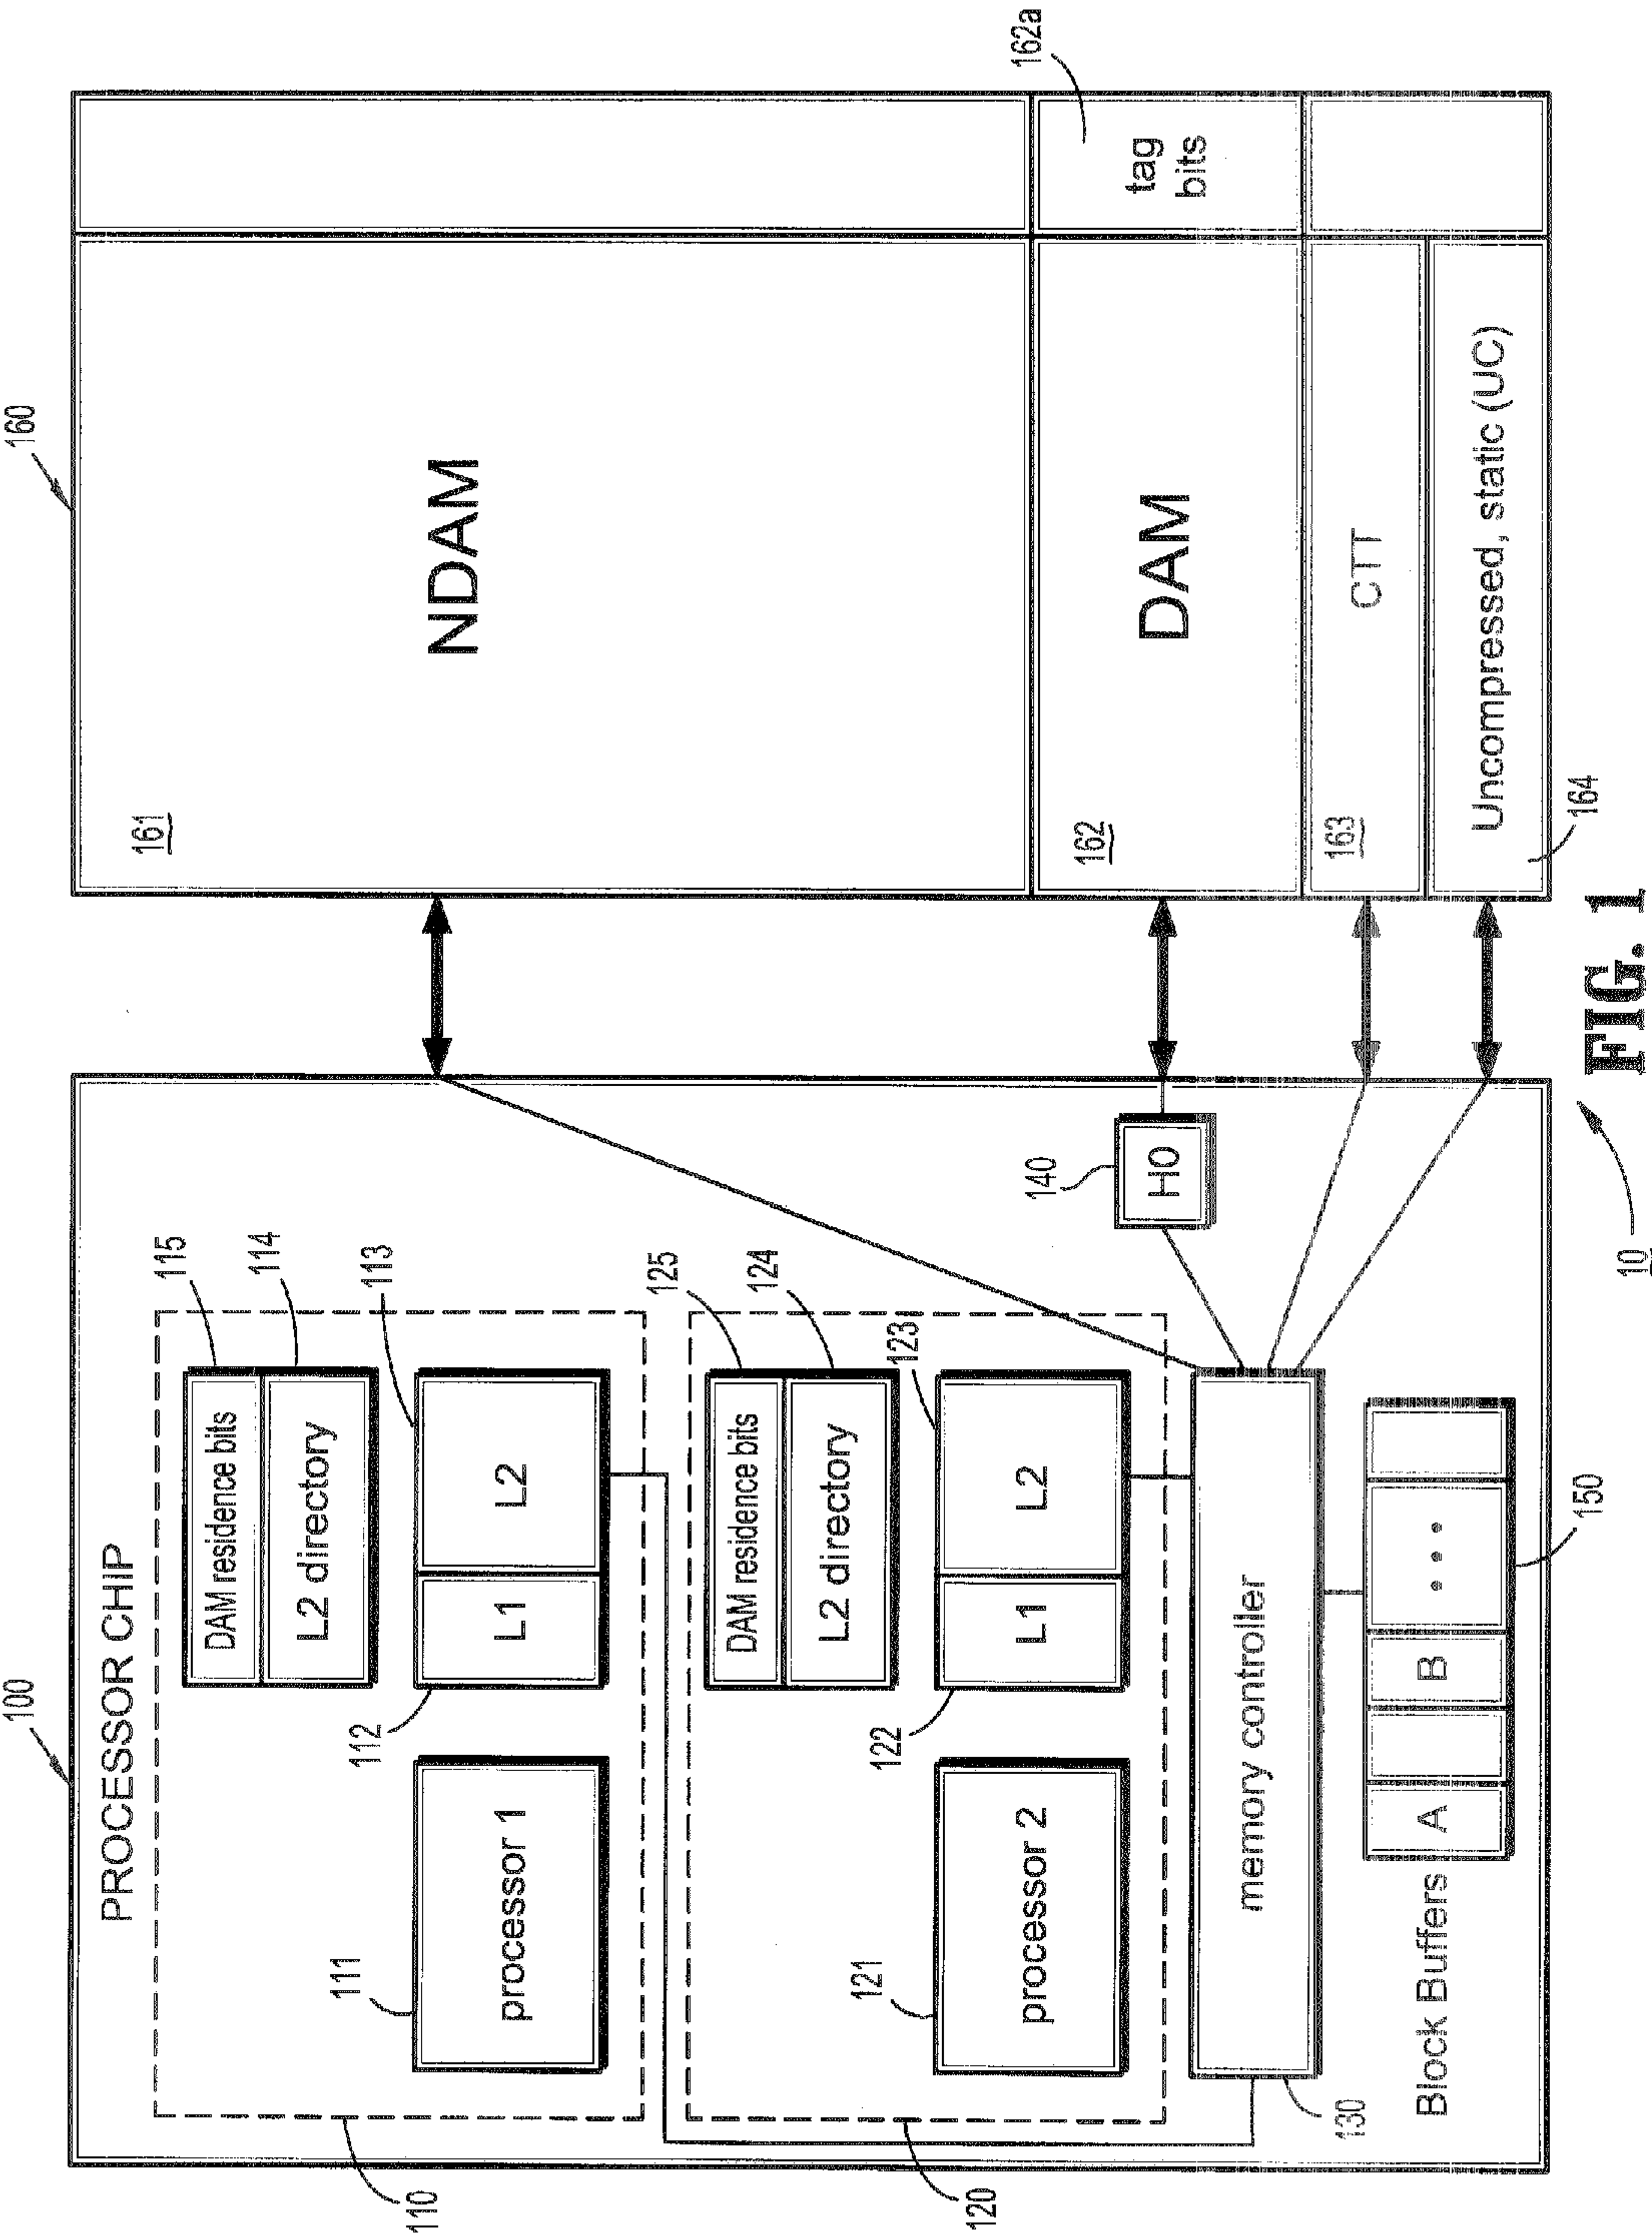 100
160
PROCESSOR CHIP
DAM residence bits
115
L2 directory
114
111
processor 1
112
L1
L2
113
110
DAM residence bits
125
L2 directory
124
121
processor 2
122
L1
L2
123
120
memory controller
130
140
H0
Block Buffers
A
B
• • •
150
161
NDAM
162
DAM
tag
bits
162a
163
CTT
Uncompressed, static (UC)
164
10
FIG. 1